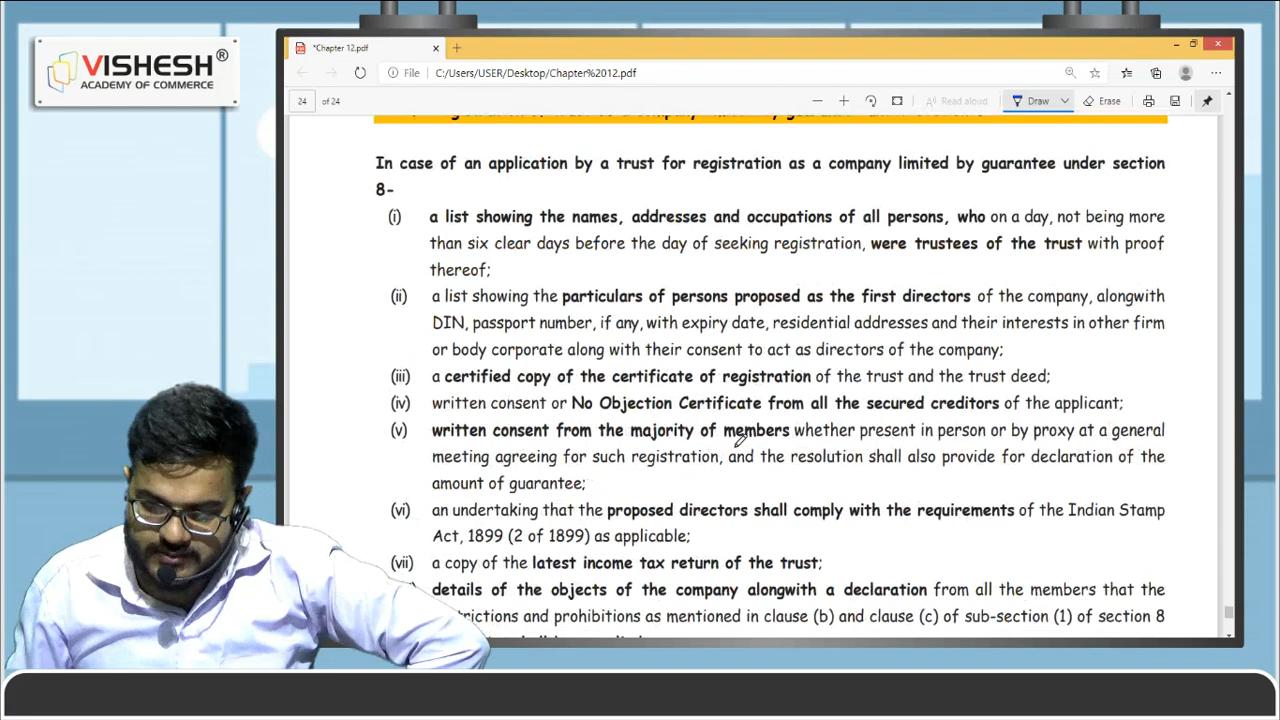 VISHESH®
ACADEMY OF COMMERCE
*Chapter 12.pdf
File C:/Users/USER/Desktop/Chapter%2012.pdf
24 of 24 Read aloud Draw Erase
In case of an application by a trust for registration as a company limited by guarantee under section
8-
(i) a list showing the names, addresses and occupations of all persons, who on a day, not being more
than six clear days before the day of seeking registration, were trustees of the trust with proof
thereof;
(ii) a list showing the particulars of persons proposed as the first directors of the company, alongwith
DIN, passport number, if any, with expiry date, residential addresses and their interests in other firm
or body corporate along with their consent to act as directors of the company;
(iii) a certified copy of the certificate of registration of the trust and the trust deed;
(iv) written consent or No Objection Certificate from all the secured creditors of the applicant;
(v) written consent from the majority of members whether present in person or by proxy at a general
meeting agreeing for such registration, and the resolution shall also provide for declaration of the
amount of guarantee;
(vi) an undertaking that the proposed directors shall comply with the requirements of the Indian Stamp
Act, 1899 (2 of 1899) as applicable;
(vii) a copy of the latest income tax return of the trust;
details of the objects of the company alongwith a declaration from all the members that the
and prohibitions as mentioned in clause (b) and clause (c) of sub-section (1) of section 8